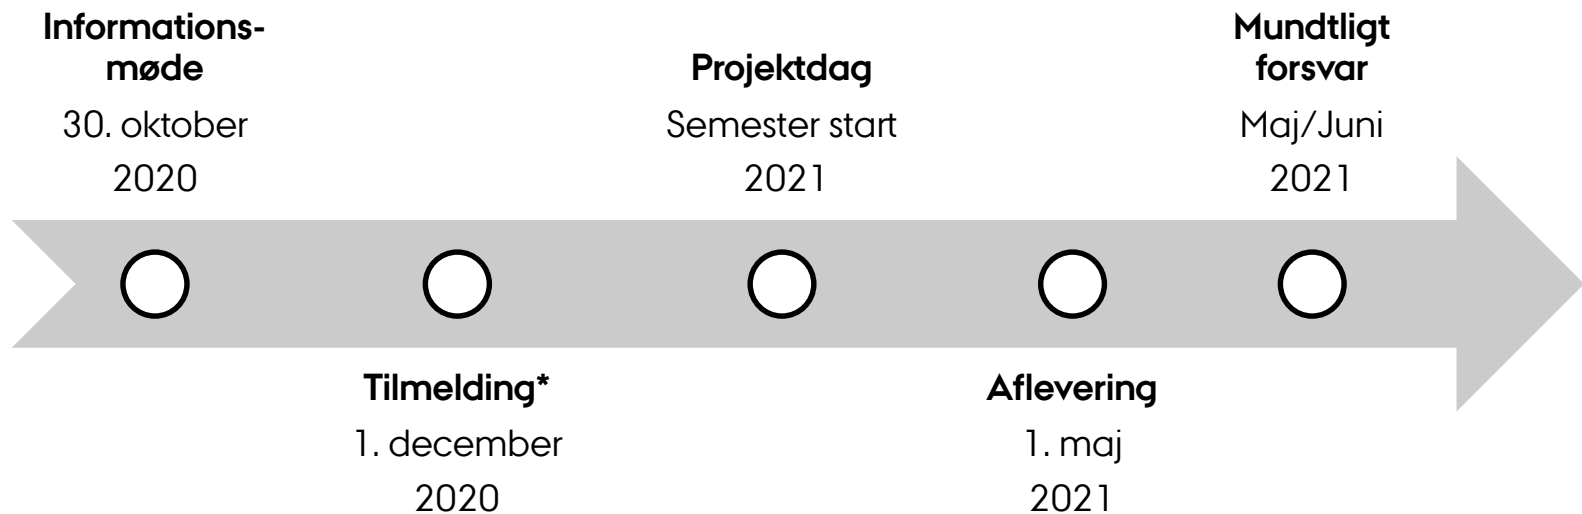 Informations-
møde
30. oktober
2020
Tilmelding*
1. december
2020
Projektdag
Semester start
2021
Aflevering
1. maj
2021
Mundtligt
forsvar
Maj/Juni
2021